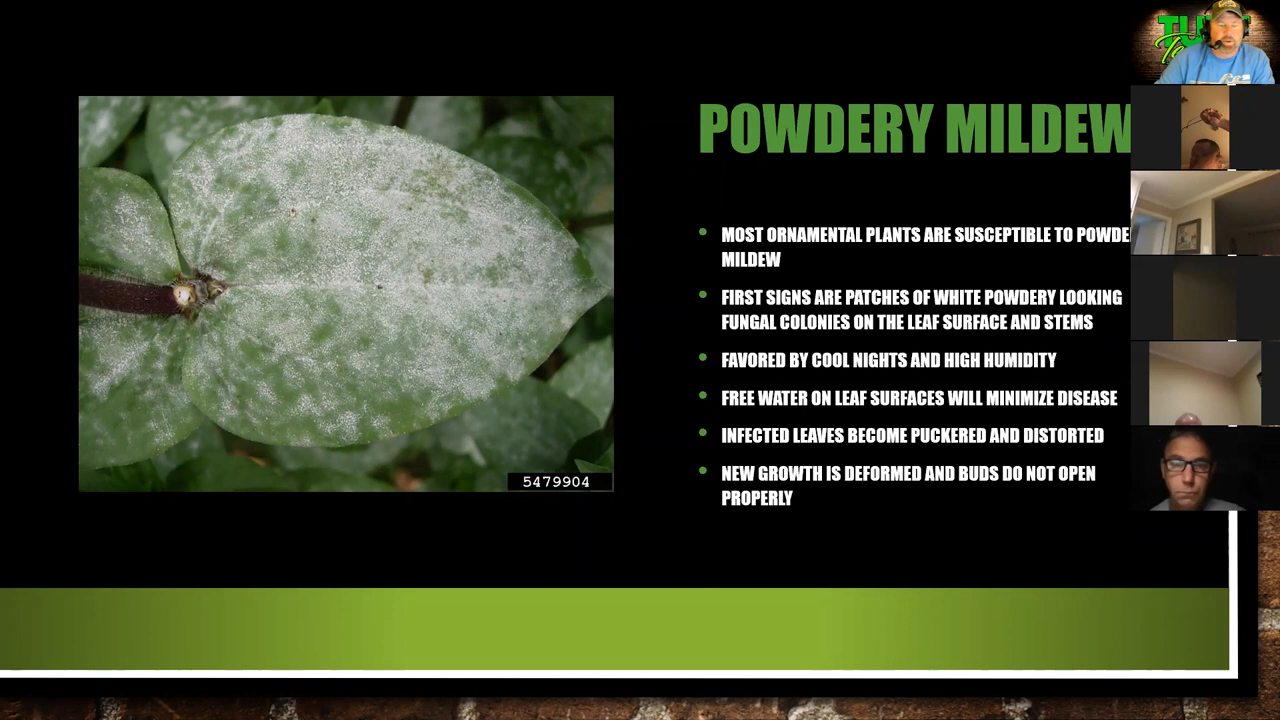 POWDERY MILDEW
MOST ORNAMENTAL PLANTS ARE SUSCEPTIBLE TO
MILDEW
FIRST SIGNS ARE PATCHES OF WHITE POWDERY LOOKING
FUNGAL COLONIES ON THE LEAF SURFACE AND STEMS
FAVORED BY COOL NIGHTS AND HIGH HUMIDITY
FREE WATER ON LEAF SURFACES WILL MINIMIZE DISEASE
INFECTED LEAVES BECOME PUCKERED AND DISTORTED
NEW GROWTH IS DEFORMED AND BUDS DO NOT OPEN
PROPERLY
5479904